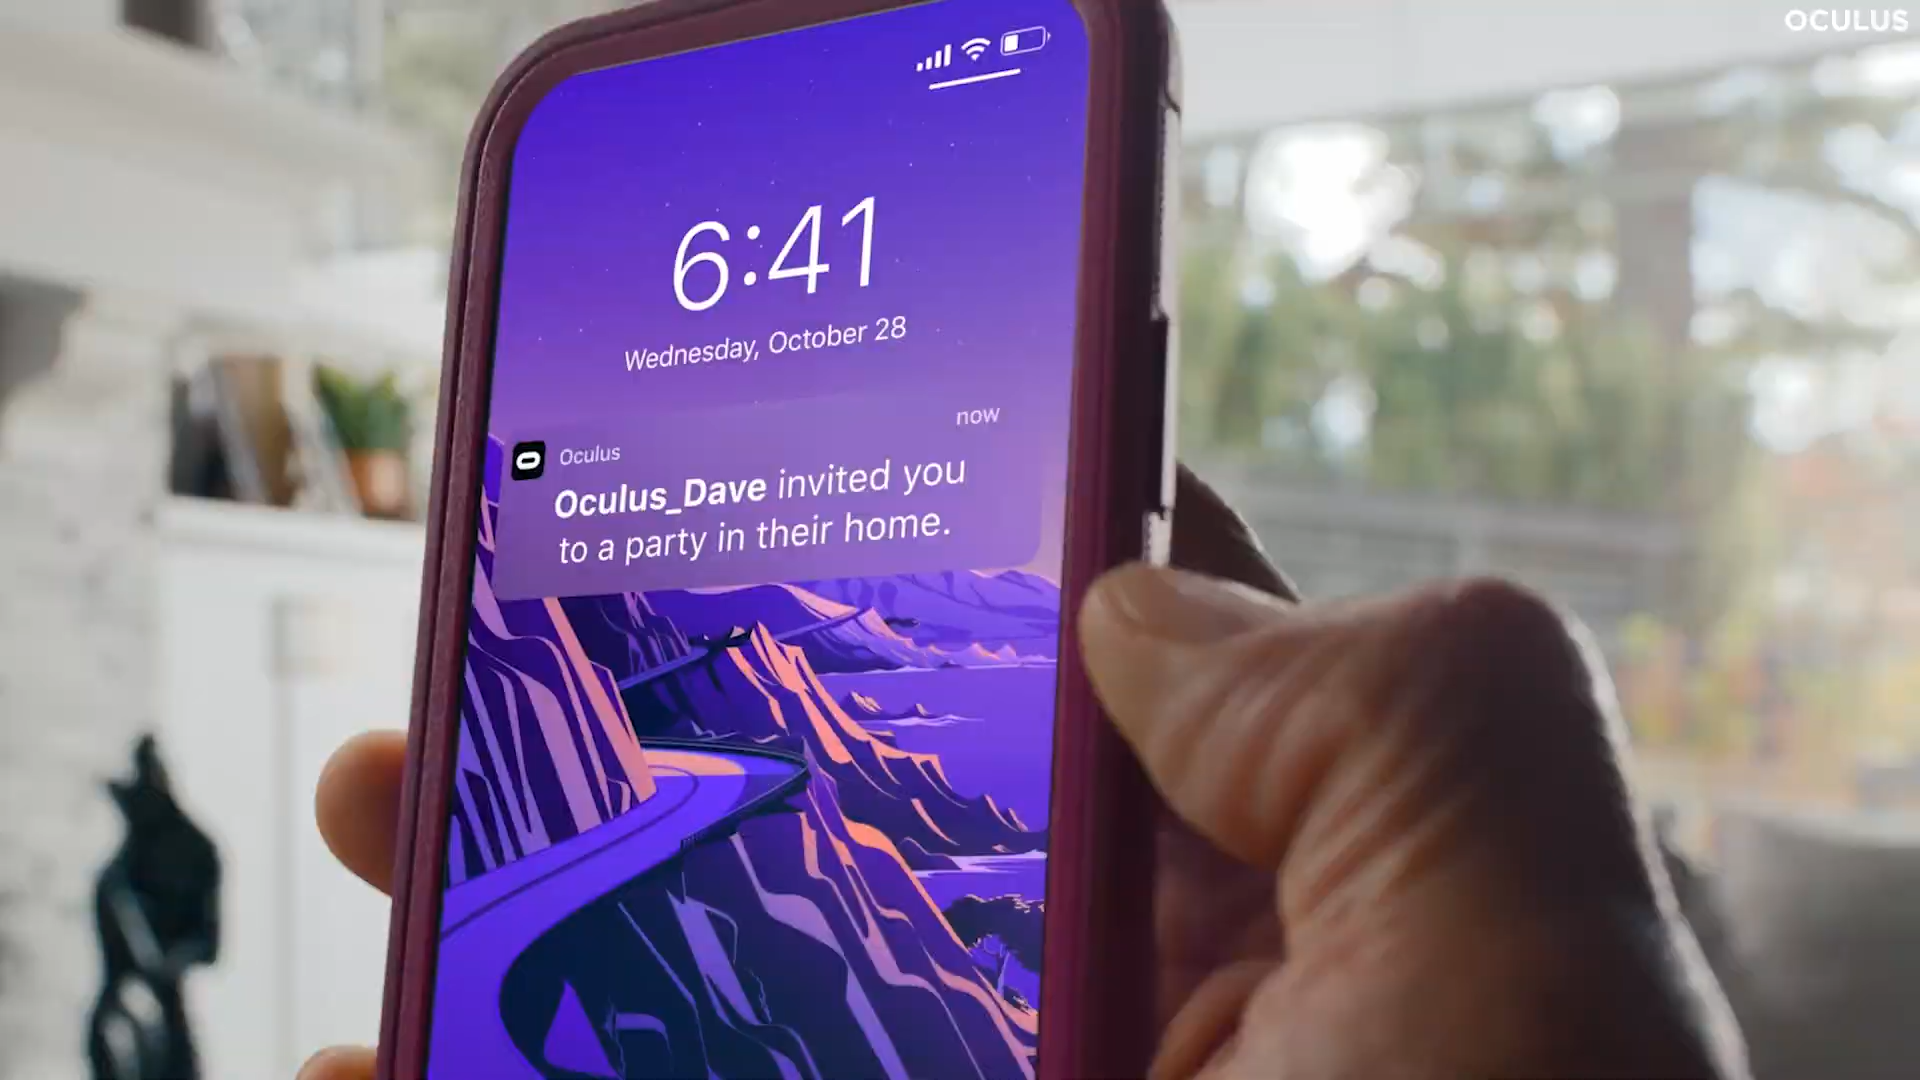 OCULUS
6:41
Wednesday, October 28
now
Oculus
Oculus_Dave invited you
to a party in their home.